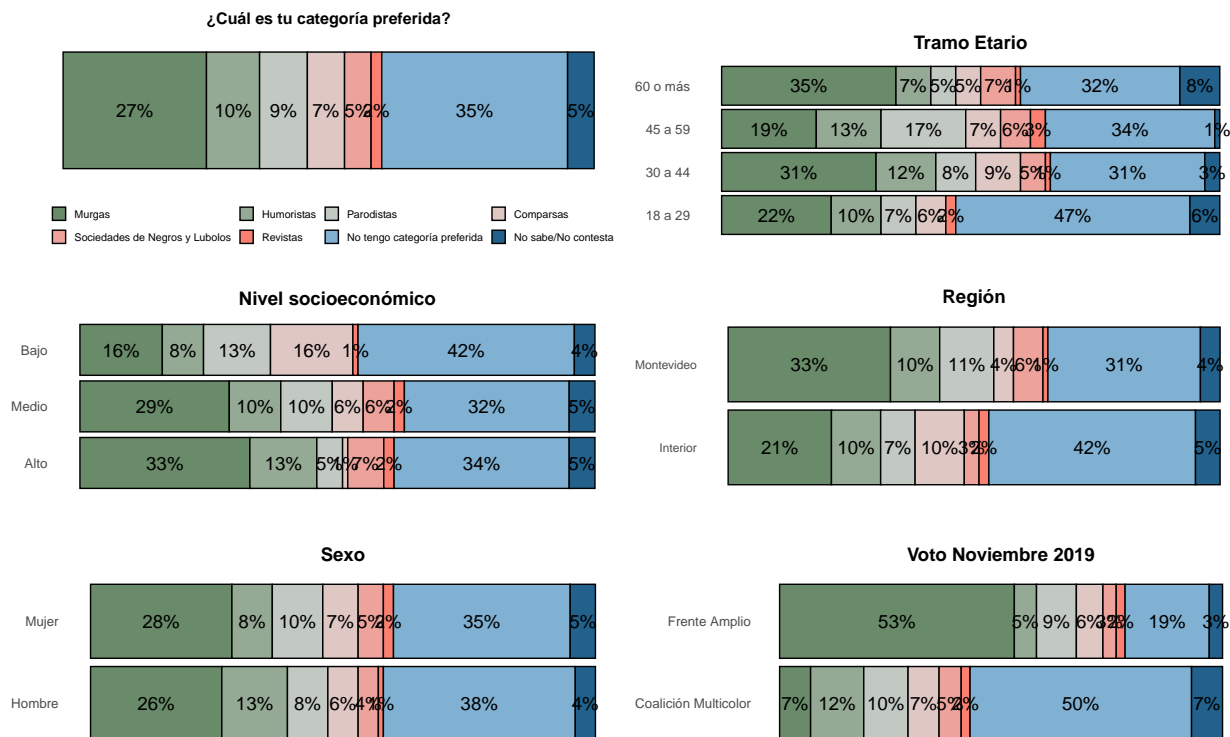 ¿Cuál es tu categoría preferida?
27% 10% 9% 7% 5% 2% 35% 5%
Murgas Humoristas Parodistas Comparsas
Sociedades de Negros y Lubolos Revistas No tengo categoría preferida No sabe/No contesta
Tramo Etario
60 o más 35% 7% 5% 5% 7% 1% 32% 8%
45 a 59 19% 13% 17% 7% 6% 3% 34% 1%
30 a 44 31% 12% 8% 9% 5% 1% 31% 3%
18 a 29 22% 10% 7% 6% 2% 47% 6%
Nivel socioeconómico
Bajo 16% 8% 13% 16% 1% 42% 4%
Medio 29% 10% 10% 6% 6% 2% 32% 5%
Alto 33% 13% 5% 1% 7% 2% 34% 5%
Región
Montevideo 33% 10% 11% 4% 6% 1% 31% 4%
Interior 21% 10% 7% 10% 3% 2% 42% 5%
Sexo
Mujer 28% 8% 10% 7% 5% 2% 35% 5%
Hombre 26% 13% 8% 6% 4% 1% 38% 4%
Voto Noviembre 2019
Frente Amplio 53% 5% 9% 6% 3% 2% 19% 3%
Coalición Multicolor 7% 12% 10% 7% 5% 2% 50% 7%